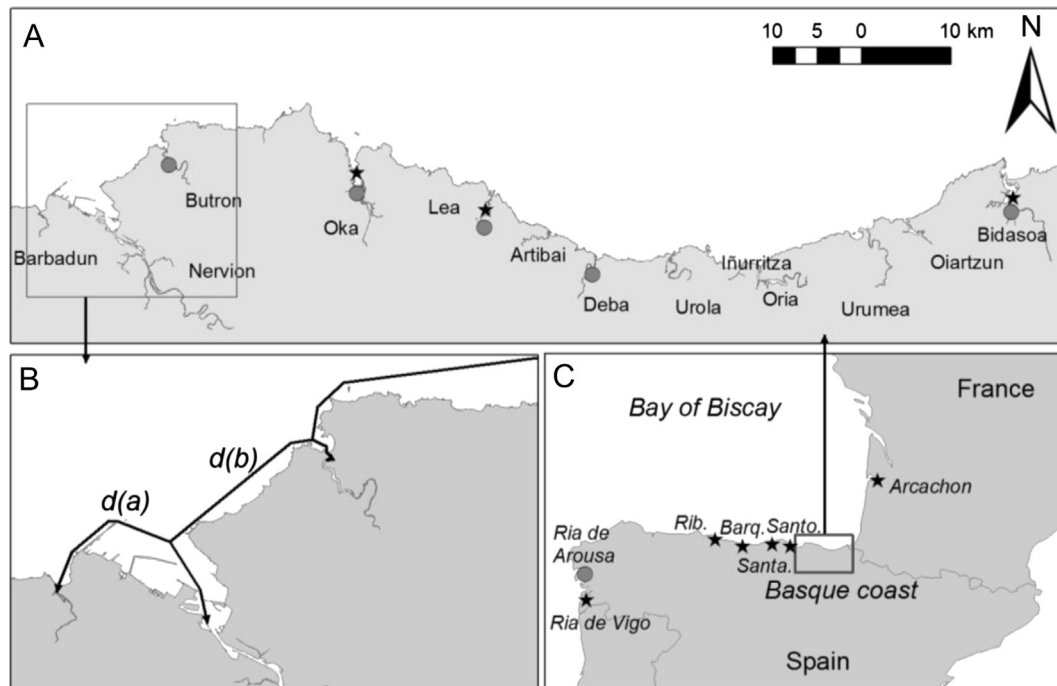 A
10 5 0 10 km
N
Butron
Oka
Lea
Artibai
Deba
Urola
Iñurritza
Oria
Urumea
Oiartzun
Bidasoa
Barbadun
Nervion
B
d(a)
d(b)
C
France
Bay of Biscay
Arcachon
Rib.
Barq.
Santo.
Santa.
Ria de
Arousa
Basque coast
Ria de Vigo
Spain